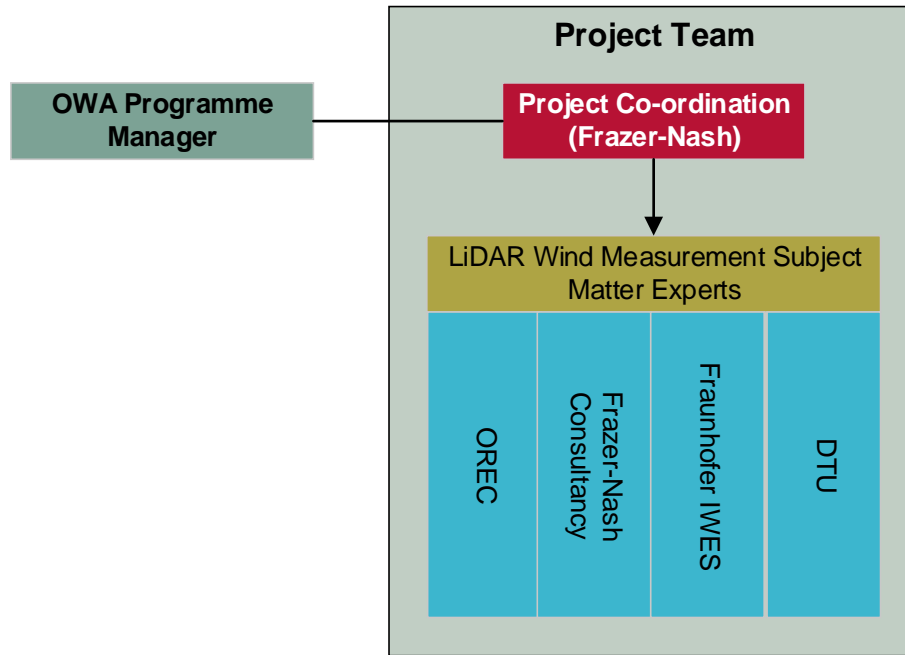 Project Team
OWA Programme
Manager
Project Co-ordination
(Frazer-Nash)
LiDAR Wind Measurement Subject
Matter Experts
OREC
Frazer-Nash
Consultancy
Fraunhofer IWES
DTU